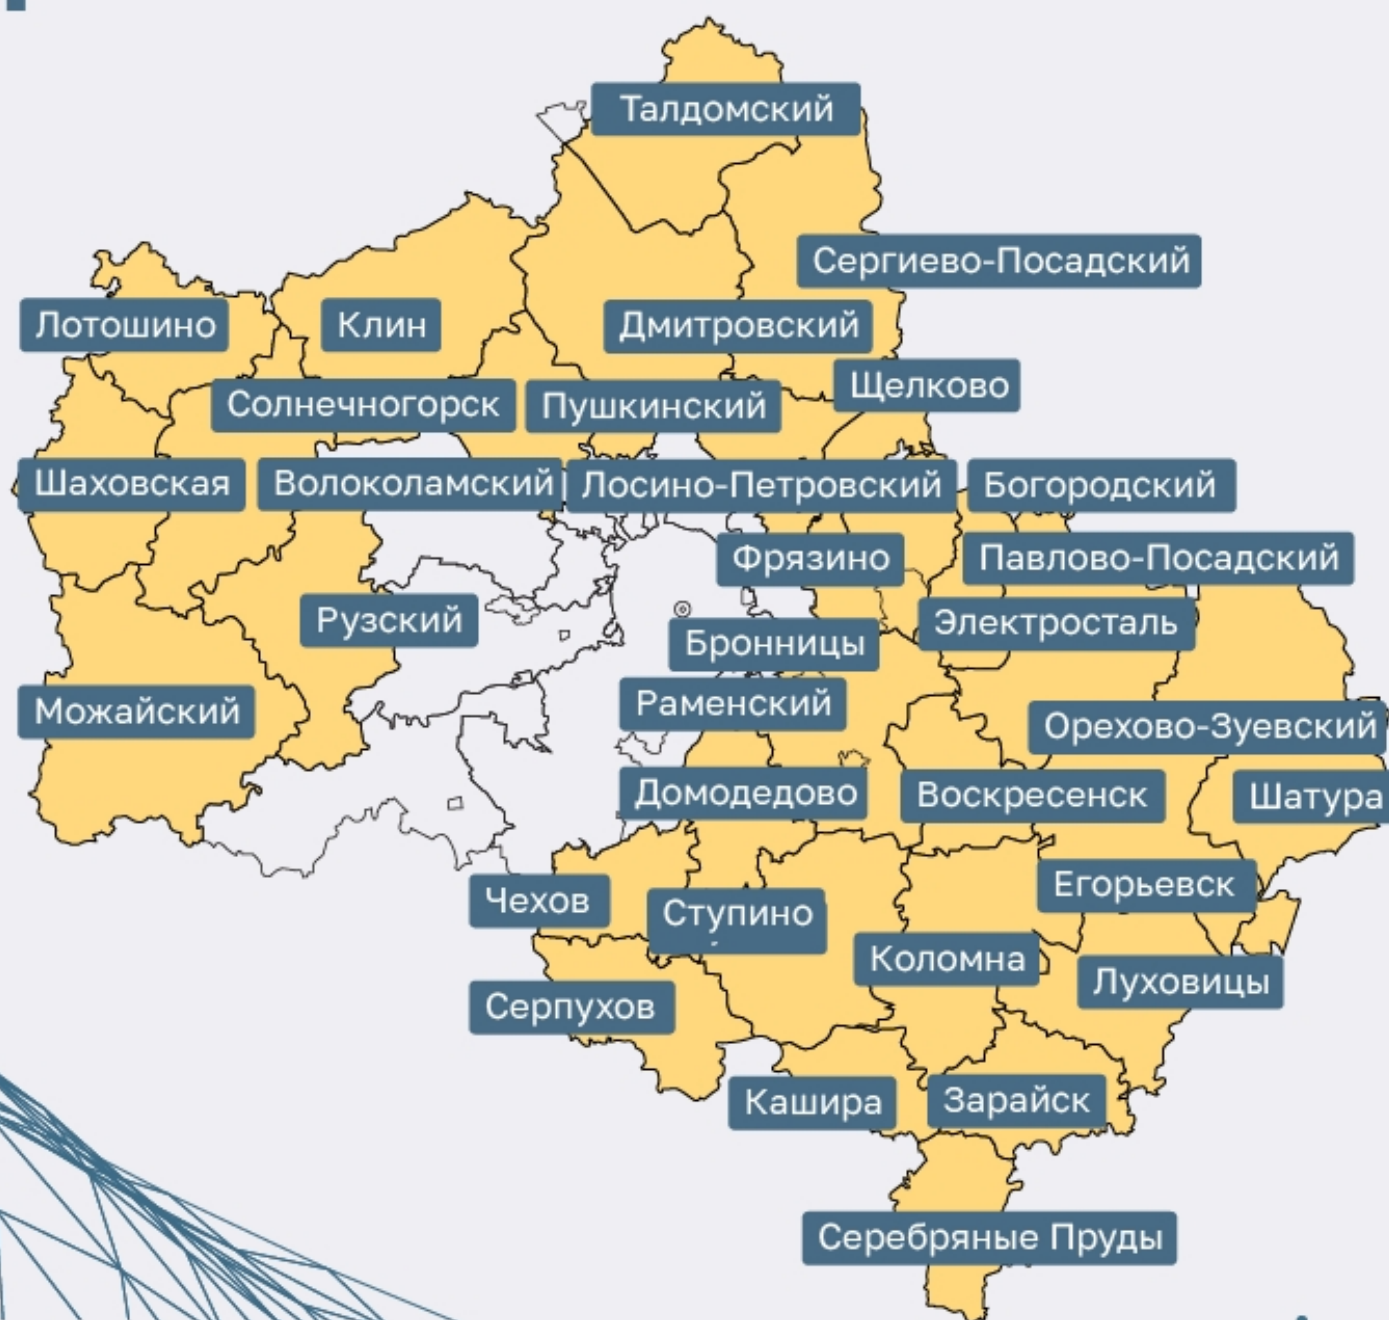 Талдомский
Сергиево-Посадский
Лотошино
Клин
Дмитровский
Щелково
Солнечногорск
Пушкинский
Шаховская
Волоколамский
Лосино-Петровский
Богородский
Фрязино
Павлово-Посадский
Рузский
Электросталь
Бронницы
Можайский
Раменский
Орехово-Зуевский
Домодедово
Воскресенск
Шатура
Егорьевск
Чехов
Ступино
Коломна
Луховицы
Серпухов
Кашира
Зарайск
Серебряные Пруды